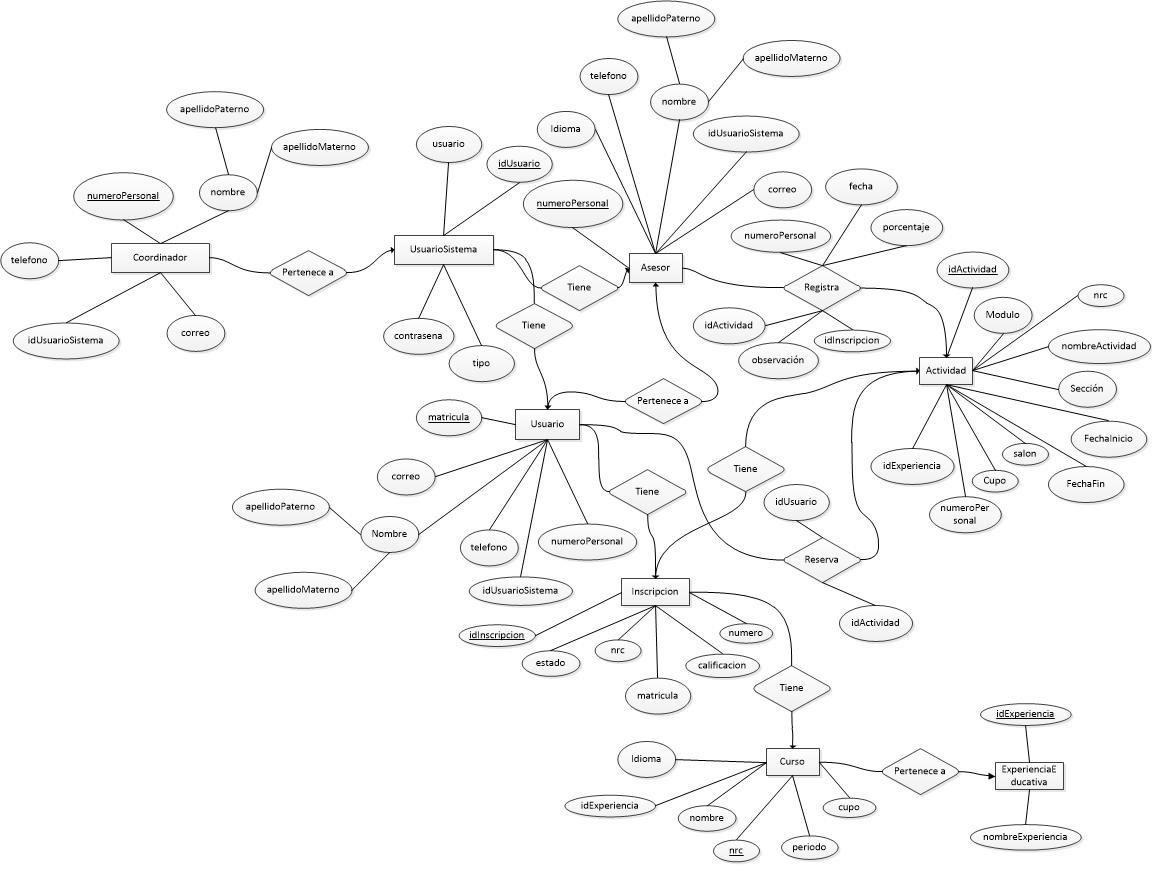 apellidoPaterno
apellidoMaterno
telefono
nombre
apellidoPaterno
Idioma
idUsuarioSistema
usuario
apellidoMaterno
idUsuario
nombre
numeroPersonal
correo
fecha
numeroPersonal
porcentaje
numeroPersonal
Coordinador
UsuarioSistema
telefono
Pertenece a
Asesor
idActividad
Tiene
Registra
nrc
Modulo
idUsuarioSistema
correo
contrasena
Tiene
idActividad
idInscripcion
nombreActividad
tipo
observación
Actividad
Sección
Pertenece a
matricula
Usuario
FechaInicio
salon
idExperiencia
Tiene
correo
Cupo
FechaFin
Tiene
idUsuario
apellidoPaterno
numeroPer
sonal
Nombre
telefono
numeroPersonal
Reserva
apellidoMaterno
idUsuarioSistema
Inscripcion
idActividad
idInscripcion
numero
nrc
estado
calificacion
matricula
Tiene
idExperiencia
Idioma
Curso
Pertenece a
ExperienciaE
ducativa
idExperiencia
cupo
nombre
nombreExperiencia
nrc
periodo